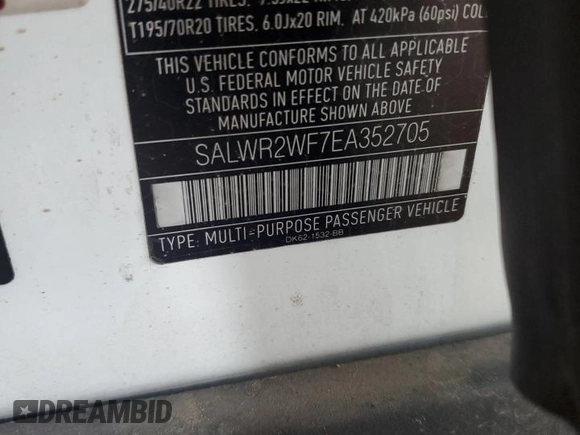 T195/70R20 TIRES. 6.0Jx20 RIM. AT 420kPa (60psi) COL
THIS VEHICLE CONFORMS TO ALL APPLICABLE
U.S. FEDERAL MOTOR VEHICLE SAFETY
STANDARDS IN EFFECT ON THE DATE OF
MANUFACTURE SHOWN ABOVE
SALWR2WF7EA352705
TYPE: MULTI-PURPOSE PASSENGER VEHICLE
DK62-1532-BB
DREAMBID